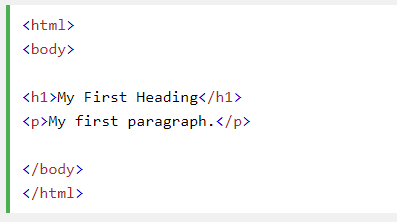 <html>
<body>
<h1>My First Heading</h1>
<p>My first paragraph.</p>
</body>
</html>